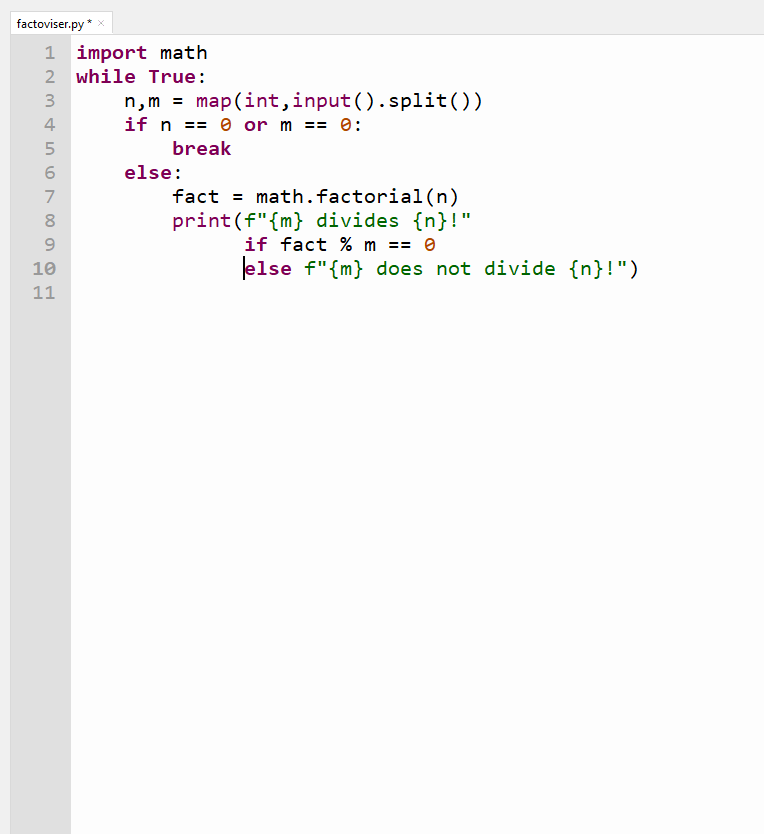 factoviser.py * ×
1 import math
2 while True:
3     n,m = map(int,input().split())
4     if n == 0 or m == 0:
5         break
6     else:
7         fact = math.factorial(n)
8         print(f"{m} divides {n}!"
9               if fact % m == 0
10               else f"{m} does not divide {n}!")
11